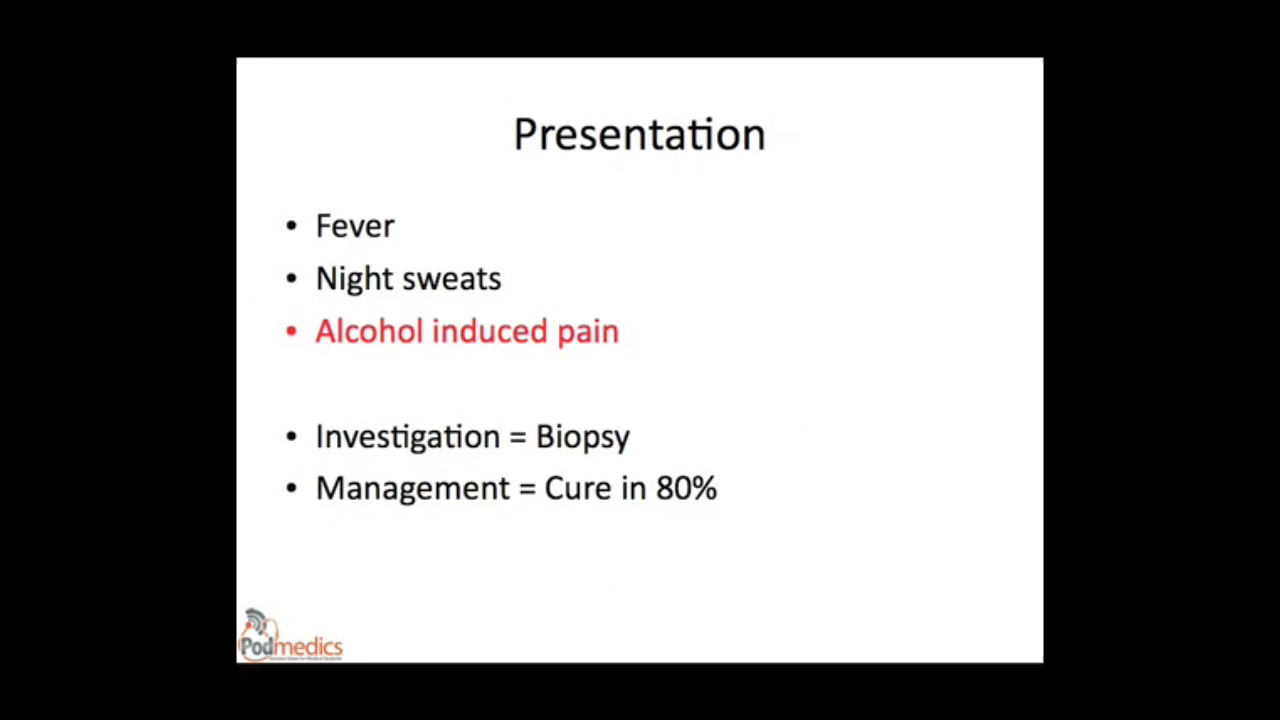 Presentation
• Fever
• Night sweats
• Alcohol induced pain
• Investigation = Biopsy
• Management = Cure in 80%
Podmedics